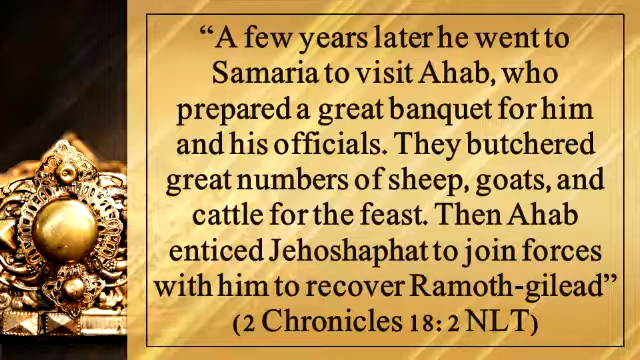 “A few years later he went to
Samaria to visit Ahab, who
prepared a great banquet for him
and his officials. They butchered
great numbers of sheep, goats, and
cattle for the feast. Then Ahab
enticed Jehoshaphat to join forces
with him to recover Ramoth-gilead”
(2 Chronicles 18: 2 NLT)